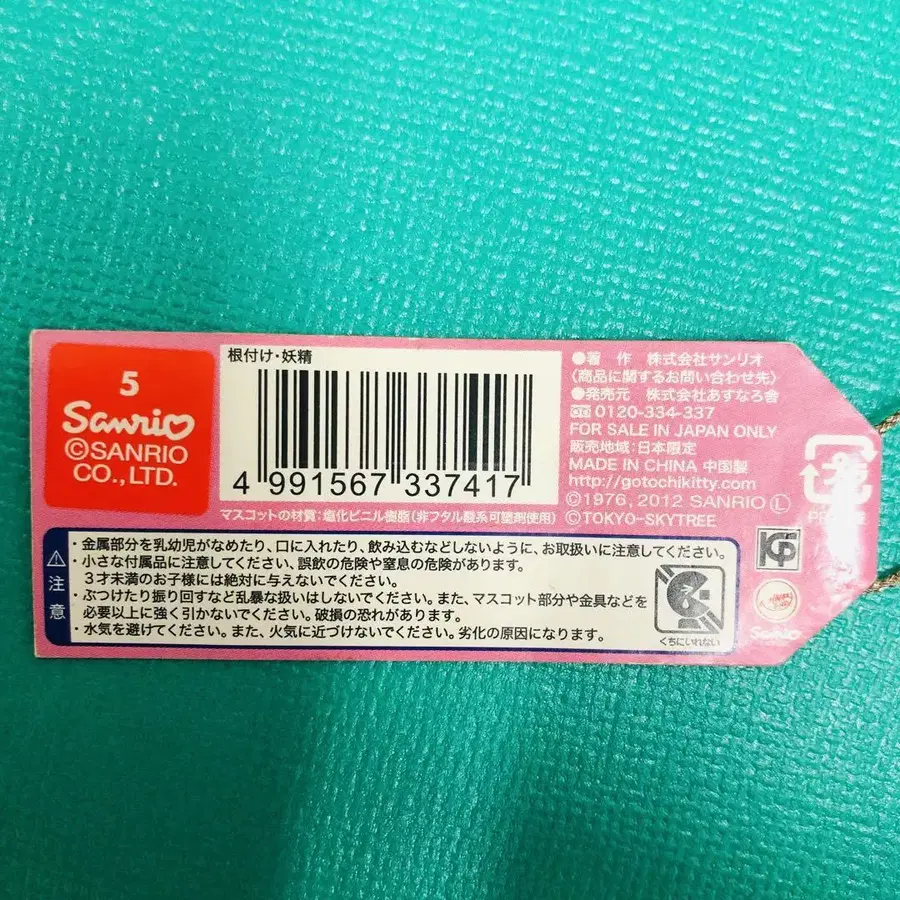 5
Sanrio
©SANRIO
CO.,LTD.
根付け・妖精
4 991567 337417
マスコットの材質：塩化ビニル樹脂（非フタル酸系可塑剤使用）
●著 作 株式会社サンリオ
〈商品に関するお問い合わせ先〉
●発売元 株式会社あすなろ舎
0120-334-337
FOR SALE IN JAPAN ONLY
販売地域：日本限定
MADE IN CHINA 中国製
http://gotochikitty.com
©1976, 2012 SANRIO Ⓛ
©TOKYO-SKYTREE
⚠注意
・金属部分を乳幼児がなめたり、口に入れたり、飲み込むなどしないように、お取扱いに注意してください。
・小さな付属品に注意してください、誤飲の危険や窒息の危険があります。
3才未満のお子様には絶対に与えないでください。
・ぶつけたり振り回すなど乱暴な扱いはしないでください。また、マスコット部分や金具などを
必要以上に強く引かないでください。破損の恐れがあります。
・水気を避けてください。また、火気に近づけないでください。劣化の原因になります。
くちにいれない
Sanrio